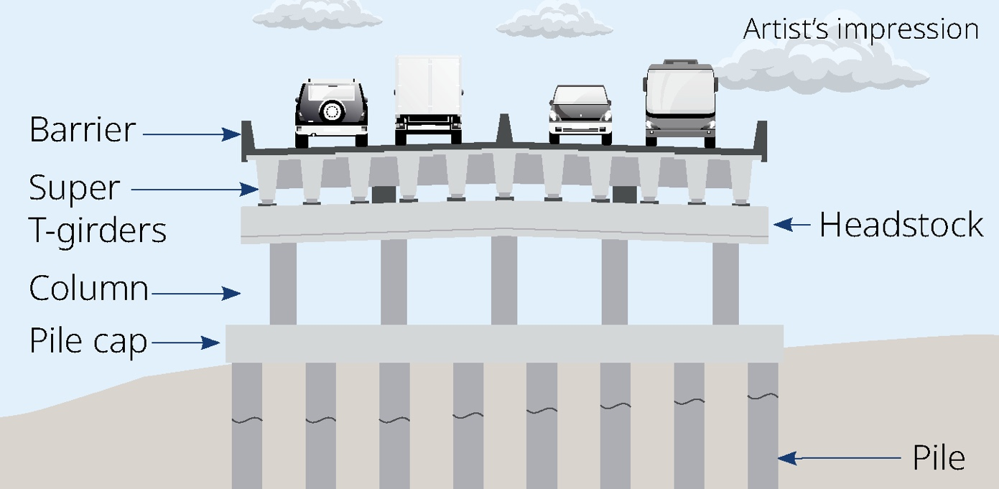 Artist's impression
Barrier
Super
T-girders
Headstock
Column
Pile cap
Pile